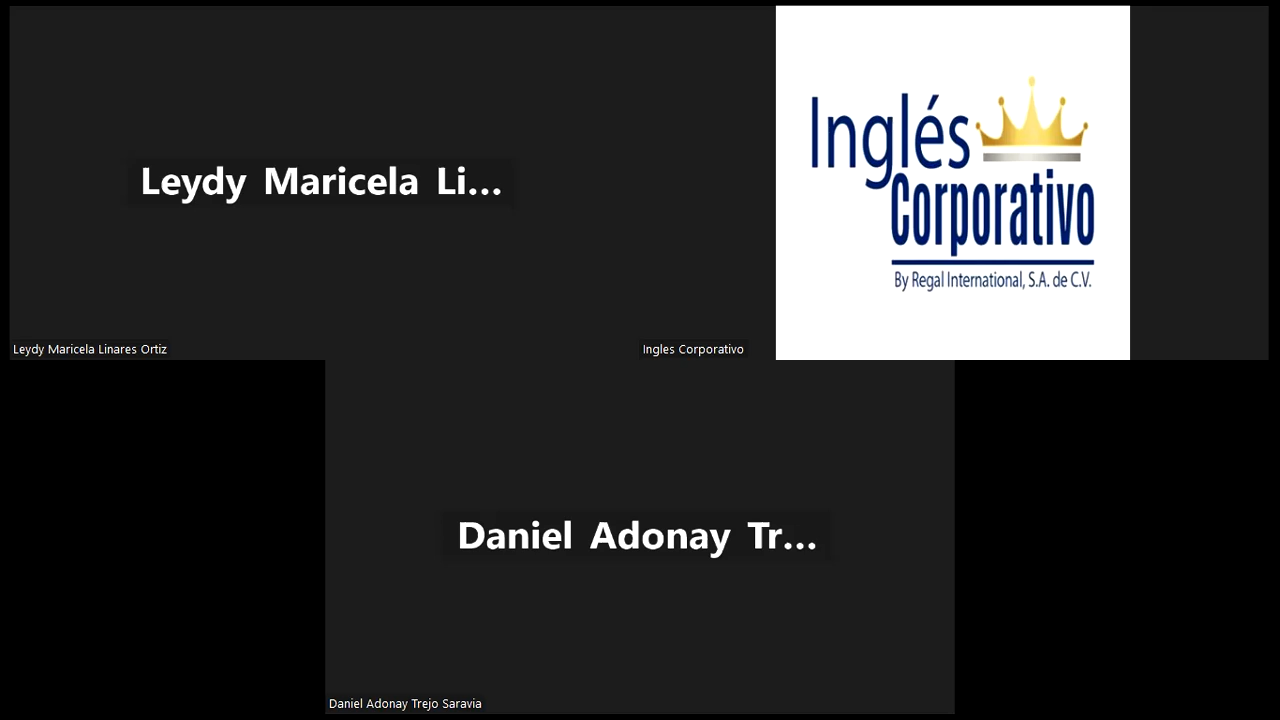 Leydy Maricela Li...
Leydy Maricela Linares Ortiz
Inglés
Corporativo
By Regal International, S.A. de C.V.
Ingles Corporativo
Daniel Adonay Tr...
Daniel Adonay Trejo Saravia